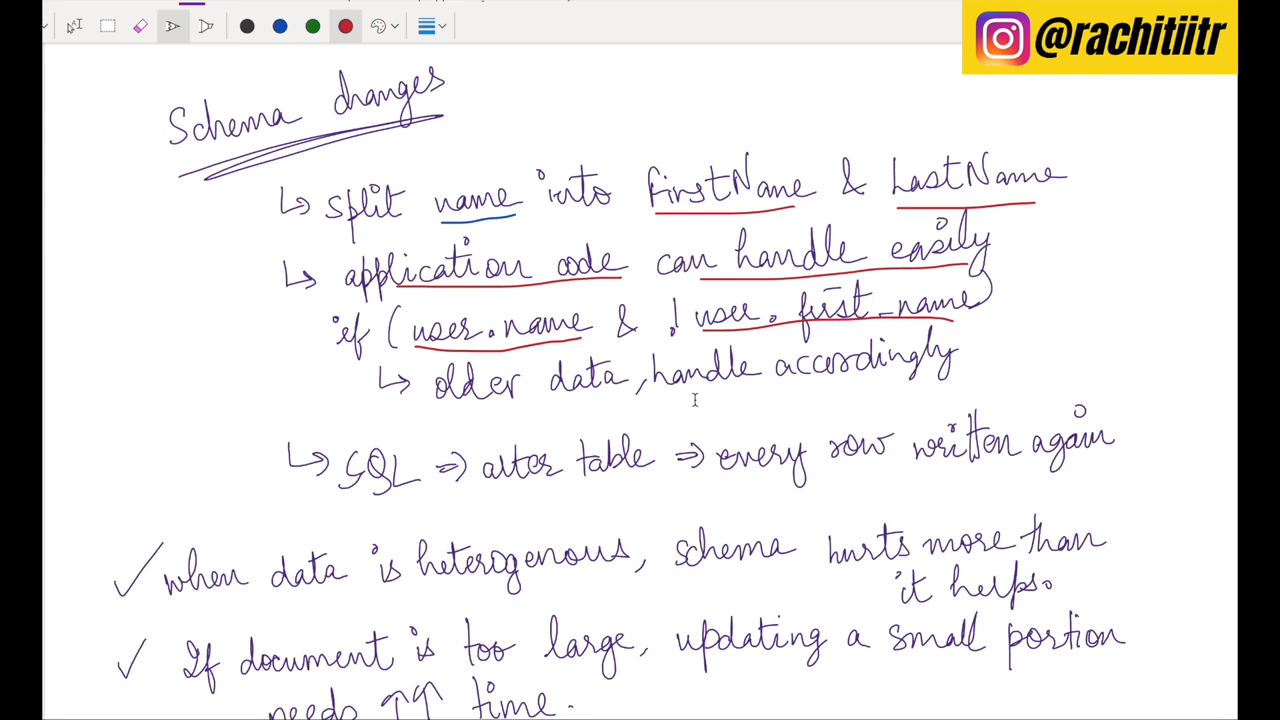 @rachitiitr
Schema changes
↳ split name into FirstName & LastName
↳ application code can handle easily
if (user.name & !user.first_name)
↳ older data, handle accordingly
↳ SQL => alter table => every row written again
✓ when data is heterogenous, schema hurts more than
it helps.
✓ If document is too large, updating a small portion
needs ↑↑ time.